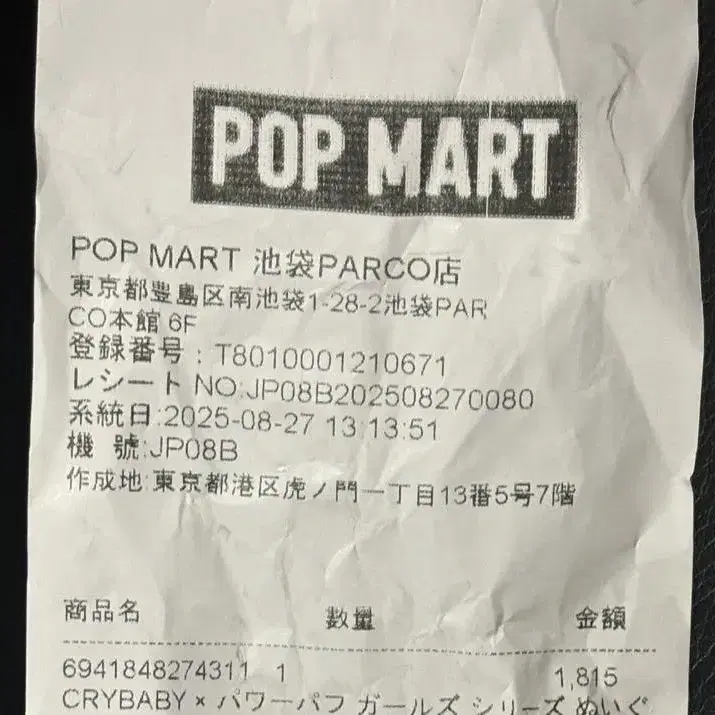 POP MART
POP MART 池袋PARCO店
東京都豊島区南池袋1-28-2池袋PAR
CO本館 6F
登録番号 : T8010001210671
レシート NO:JP08B202508270080
系統日:2025-08-27 13:13:51
機 號:JP08B
作成地:東京都港区虎ノ門一丁目13番5号7階
商品名 数量 金額
6941848274311 1 1,815
CRYBABY × パワーパフ ガールズ シリーズ ぬいぐ